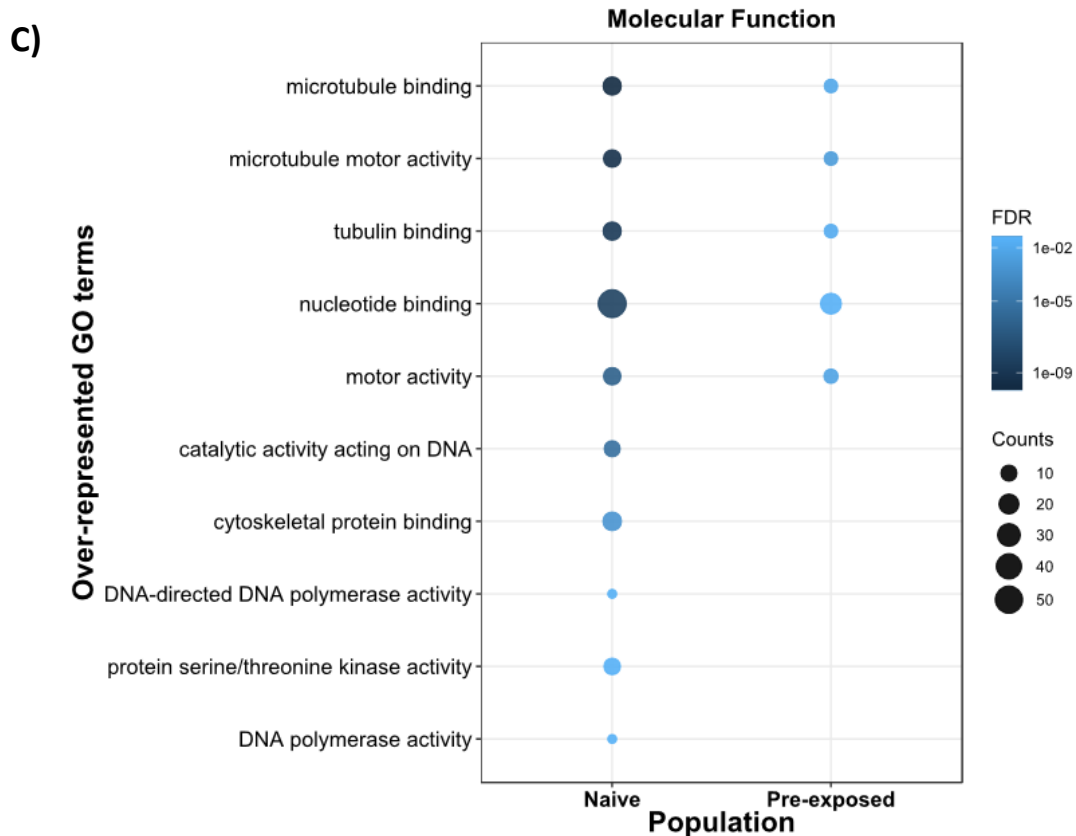 C)
Molecular Function
Over-represented GO terms
microtubule binding
microtubule motor activity
tubulin binding
nucleotide binding
motor activity
catalytic activity acting on DNA
cytoskeletal protein binding
DNA-directed DNA polymerase activity
protein serine/threonine kinase activity
DNA polymerase activity
Naive
Pre-exposed
Population
FDR
1e-02
1e-05
1e-09
Counts
10
20
30
40
50